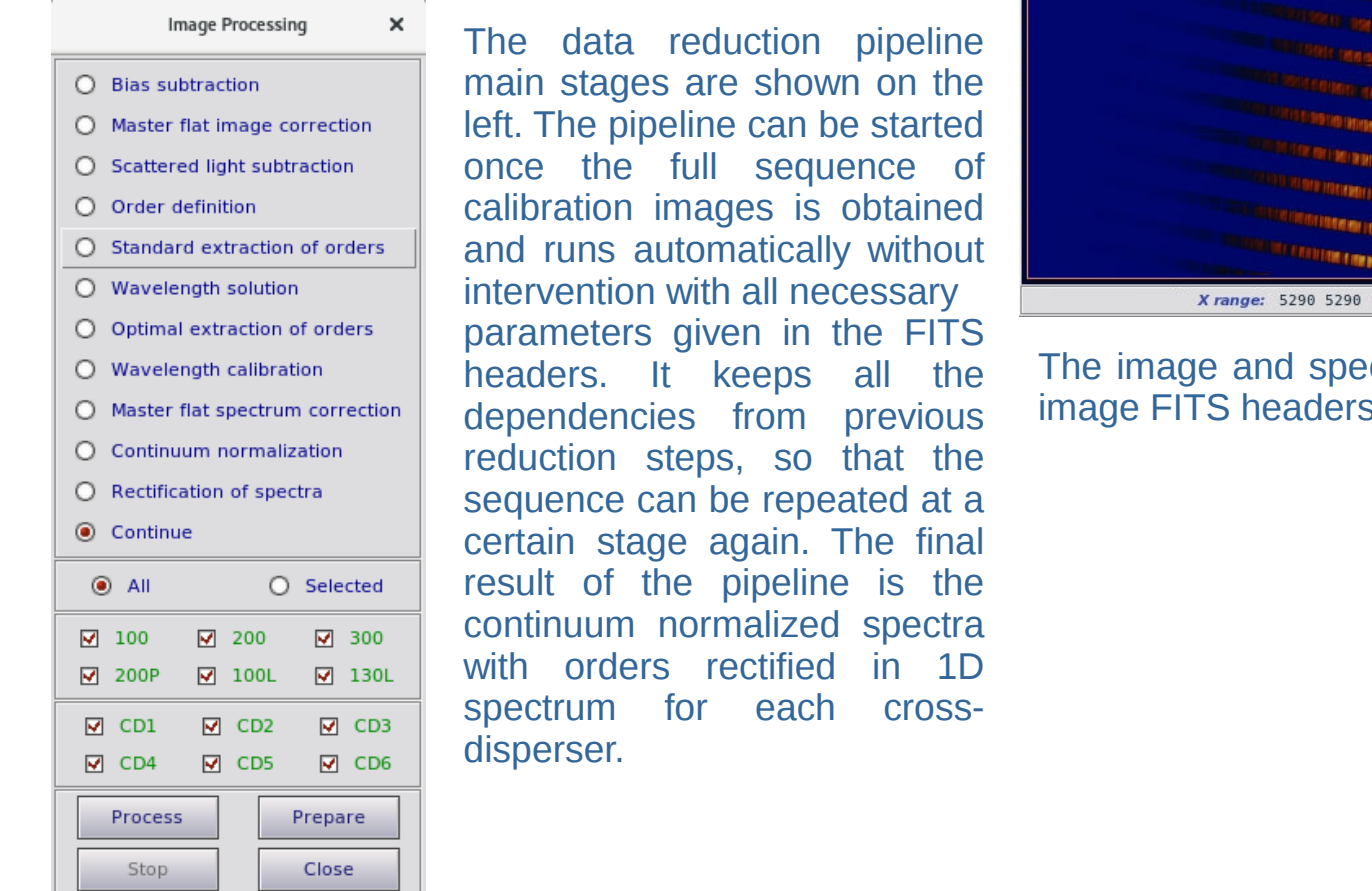 Image Processing
Bias subtraction
Master flat image correction
Scattered light subtraction
Order definition
Standard extraction of orders
Wavelength solution
Optimal extraction of orders
Wavelength calibration
Master flat spectrum correction
Continuum normalization
Rectification of spectra
Continue
All Selected
100 200 300
200P 100L 130L
CD1 CD2 CD3
CD4 CD5 CD6
Process Prepare
Stop Close
The data reduction pipeline
main stages are shown on the
left. The pipeline can be started
once the full sequence of
calibration images is obtained
and runs automatically without
intervention with all necessary
parameters given in the FITS
headers. It keeps all the
dependencies from previous
reduction steps, so that the
sequence can be repeated at a
certain stage again. The final
result of the pipeline is the
continuum normalized spectra
with orders rectified in 1D
spectrum for each cross-
disperser.
X range: 5290 5290
The image and
image FITS headers